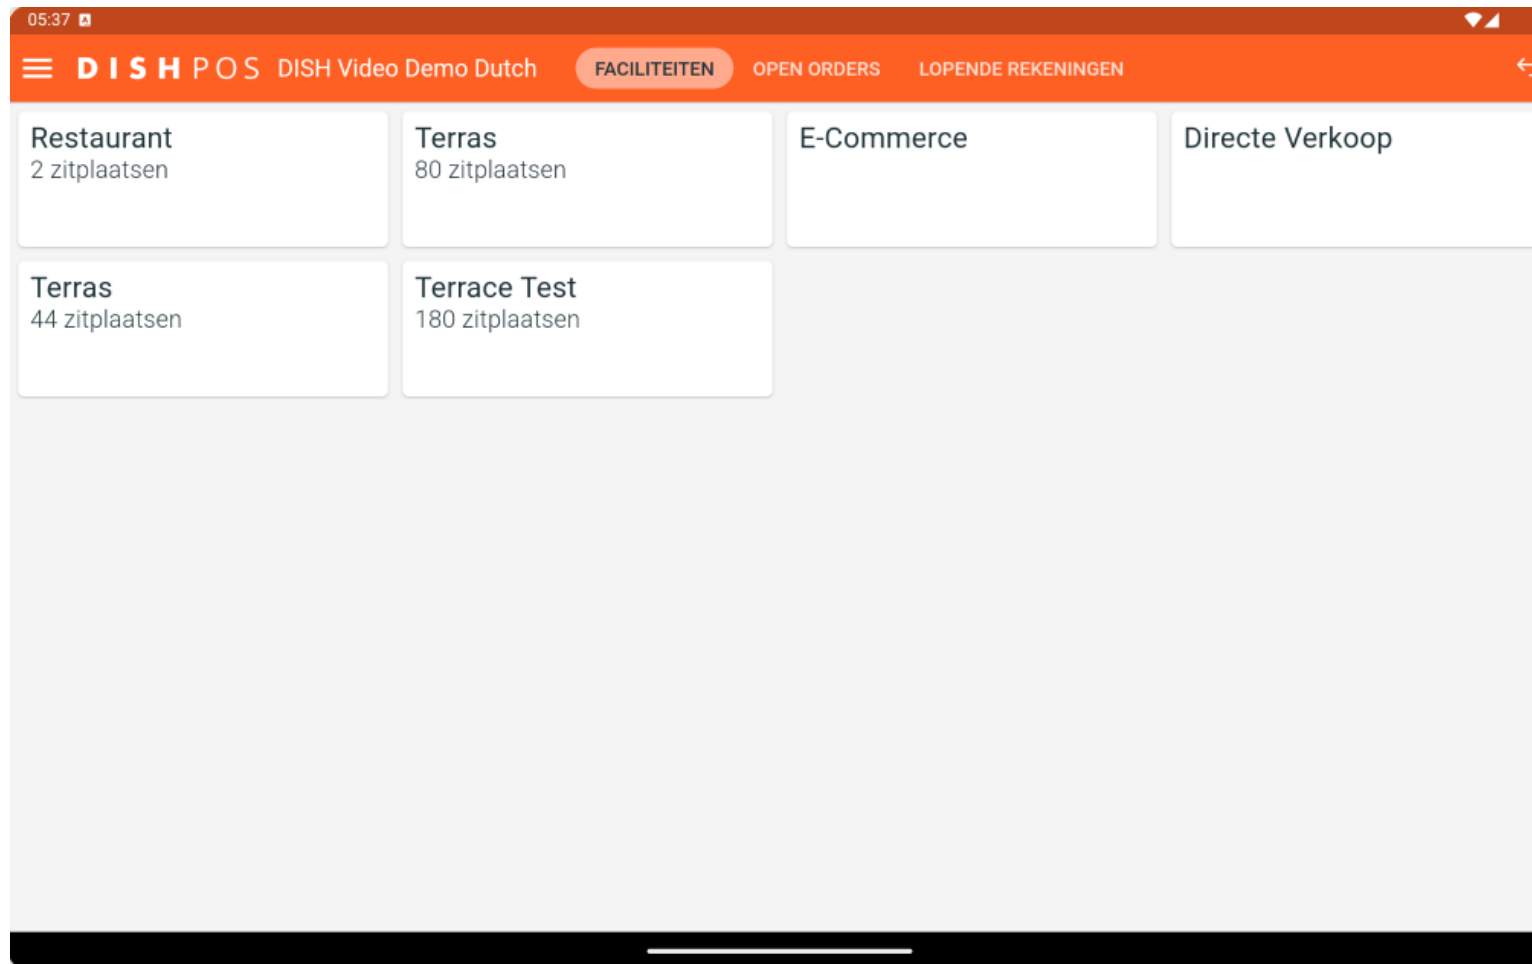 05:37
DISH POS DISH Video Demo Dutch FACILITEITEN OPEN ORDERS LOPENDE REKENINGEN
Restaurant
2 zitplaatsen
Terras
80 zitplaatsen
E-Commerce
Directe Verkoop
Terras
44 zitplaatsen
Terrace Test
180 zitplaatsen